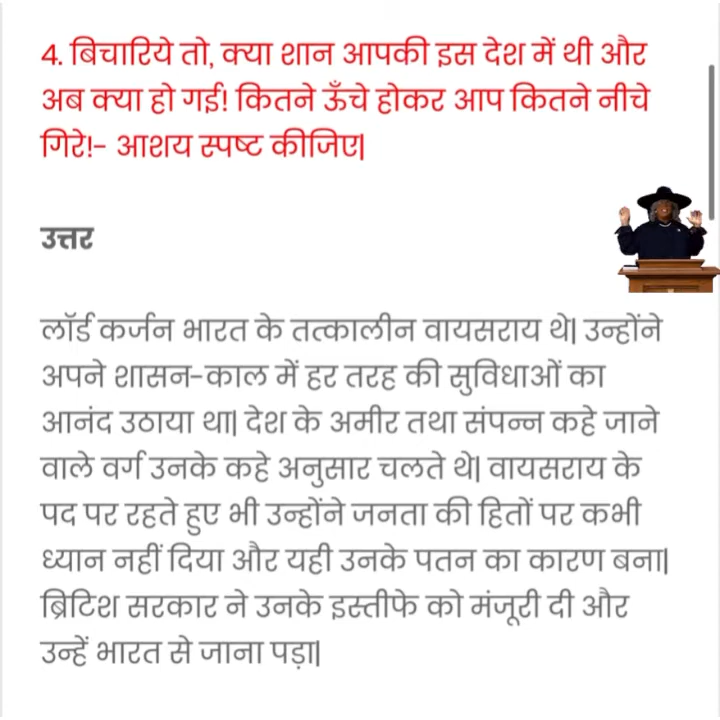 4. बिचारिये तो, क्या शान आपकी इस देश में थी और
अब क्या हो गई! कितने ऊँचे होकर आप कितने नीचे
गिरे!- आशय स्पष्ट कीजिए|
उत्तर
लॉर्ड कर्जन भारत के तत्कालीन वायसराय थे| उन्होंने
अपने शासन-काल में हर तरह की सुविधाओं का
आनंद उठाया था| देश के अमीर तथा संपन्न कहे जाने
वाले वर्ग उनके कहे अनुसार चलते थे| वायसराय के
पद पर रहते हुए भी उन्होंने जनता की हितों पर कभी
ध्यान नहीं दिया और यही उनके पतन का कारण बना|
ब्रिटिश सरकार ने उनके इस्तीफे को मंजूरी दी और
उन्हें भारत से जाना पड़ा|